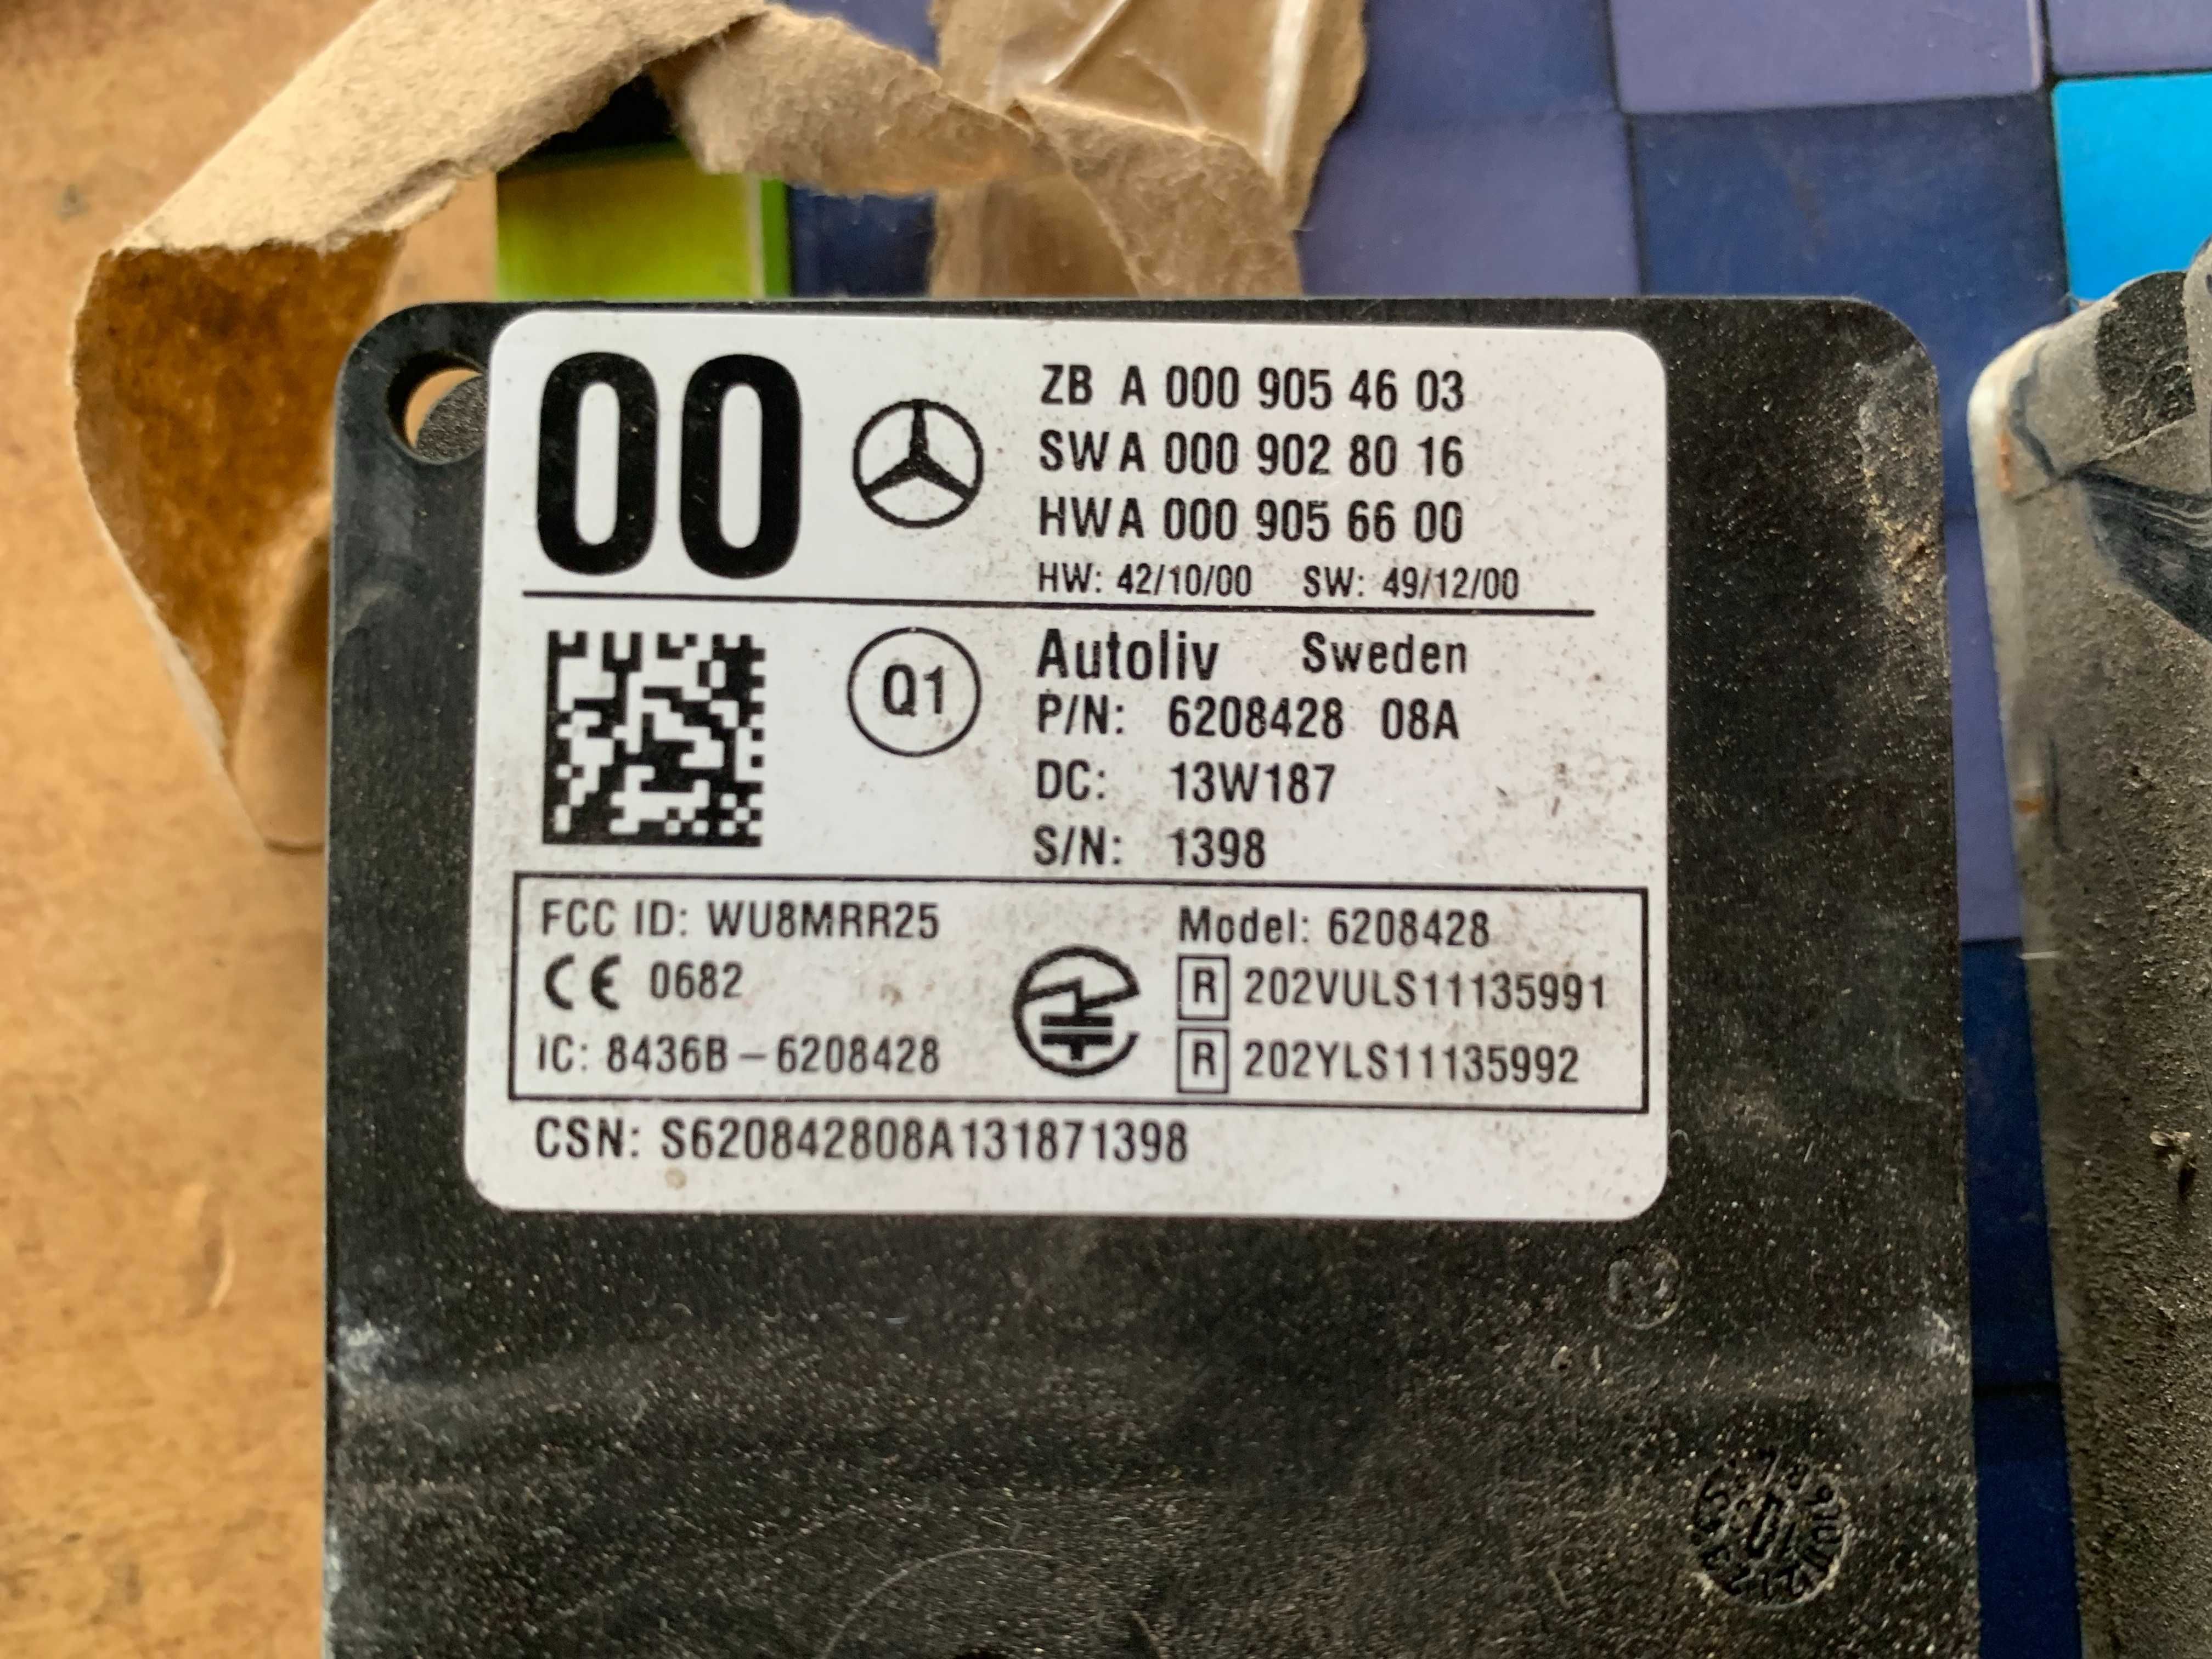 00
ZB A 000 905 46 03
SW A 000 902 80 16
HW A 000 905 66 00
HW: 42/10/00 SW: 49/12/00
Q1
Autoliv Sweden
P/N: 6208428 08A
DC: 13W187
S/N: 1398
FCC ID: WU8MRR25
CE 0682
IC: 8436B-6208428
Model: 6208428
R 202VULS11135991
R 202YLS11135992
CSN: S620842808A131871398